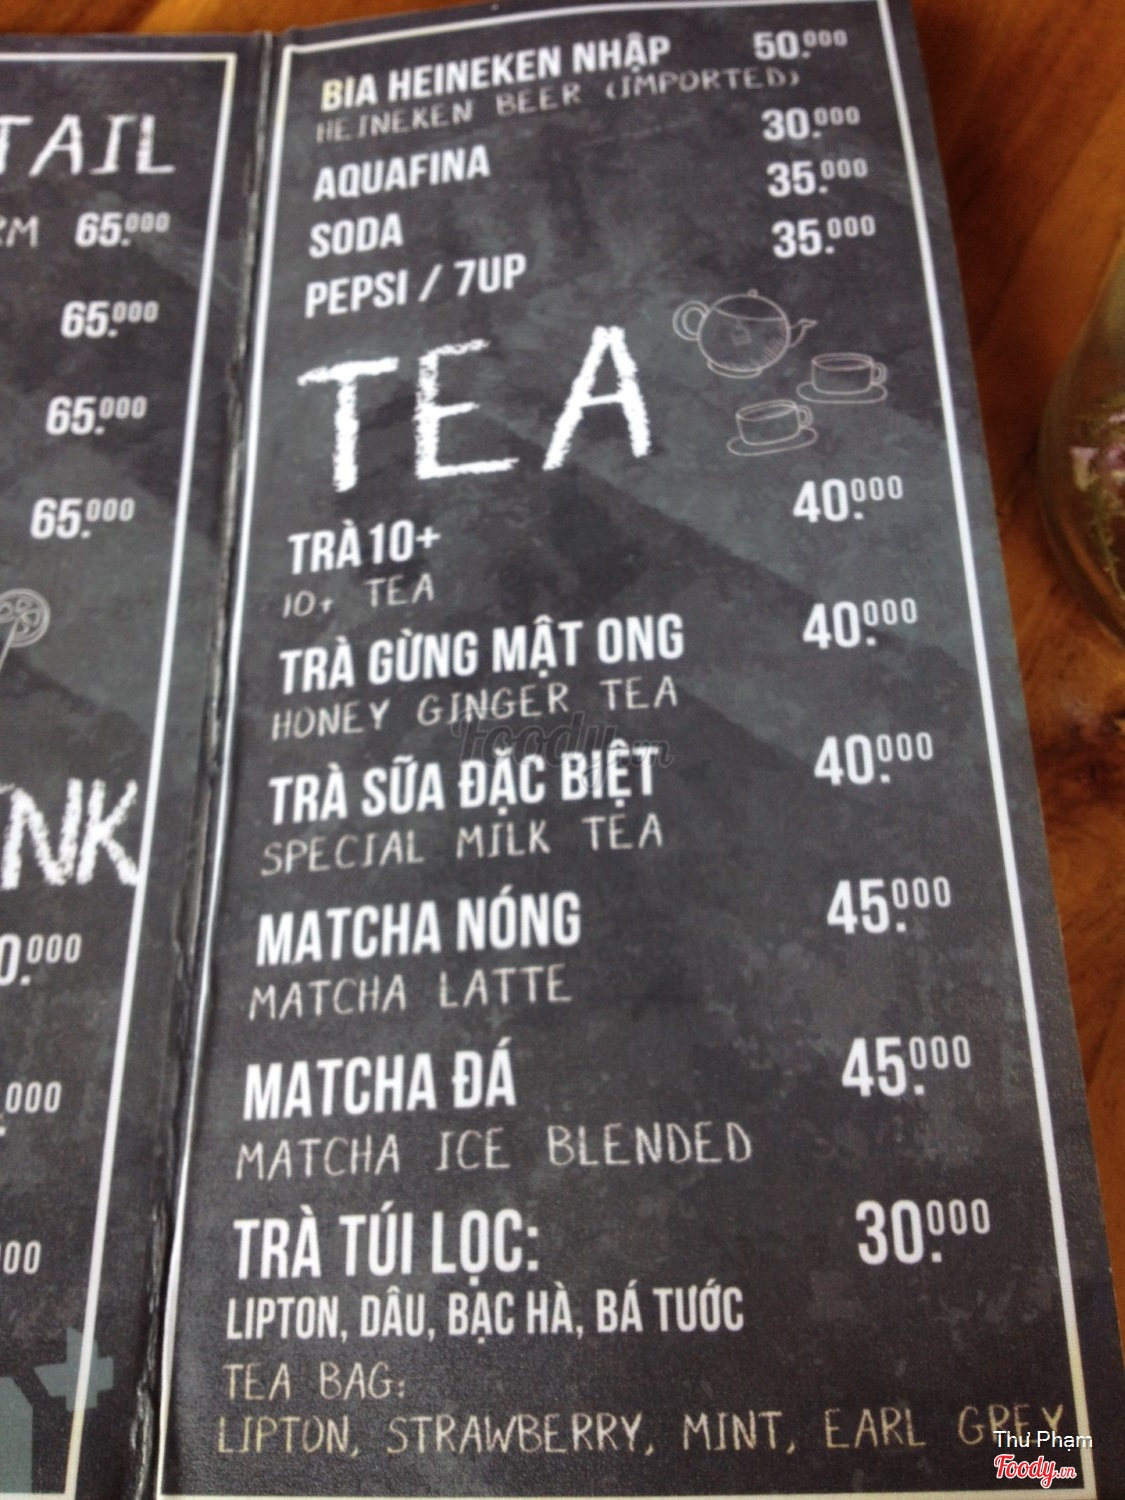 TAIL
65.000
65.000
65.000
65.000
BIA HEINEKEN NHẬP 50.000
HEINEKEN BEER (IMPORTED)
AQUAFINA 30.000
SODA 35.000
PEPSI / 7UP 35.000
TEA
TRÀ 10+ 40.000
10+ TEA
TRÀ GỪNG MẬT ONG 40.000
HONEY GINGER TEA
TRÀ SỮA ĐẶC BIỆT 40.000
SPECIAL MILK TEA
MATCHA NÓNG 45.000
MATCHA LATTE
MATCHA ĐÁ 45.000
MATCHA ICE BLENDED
TRÀ TÚI LỌC: 30.000
LIPTON, DÂU, BẠC HÀ, BÁ TƯỚC
TEA BAG:
LIPTON, STRAWBERRY, MINT, EARL GREY
Foody.vn
Thư Phạm
Foody.vn